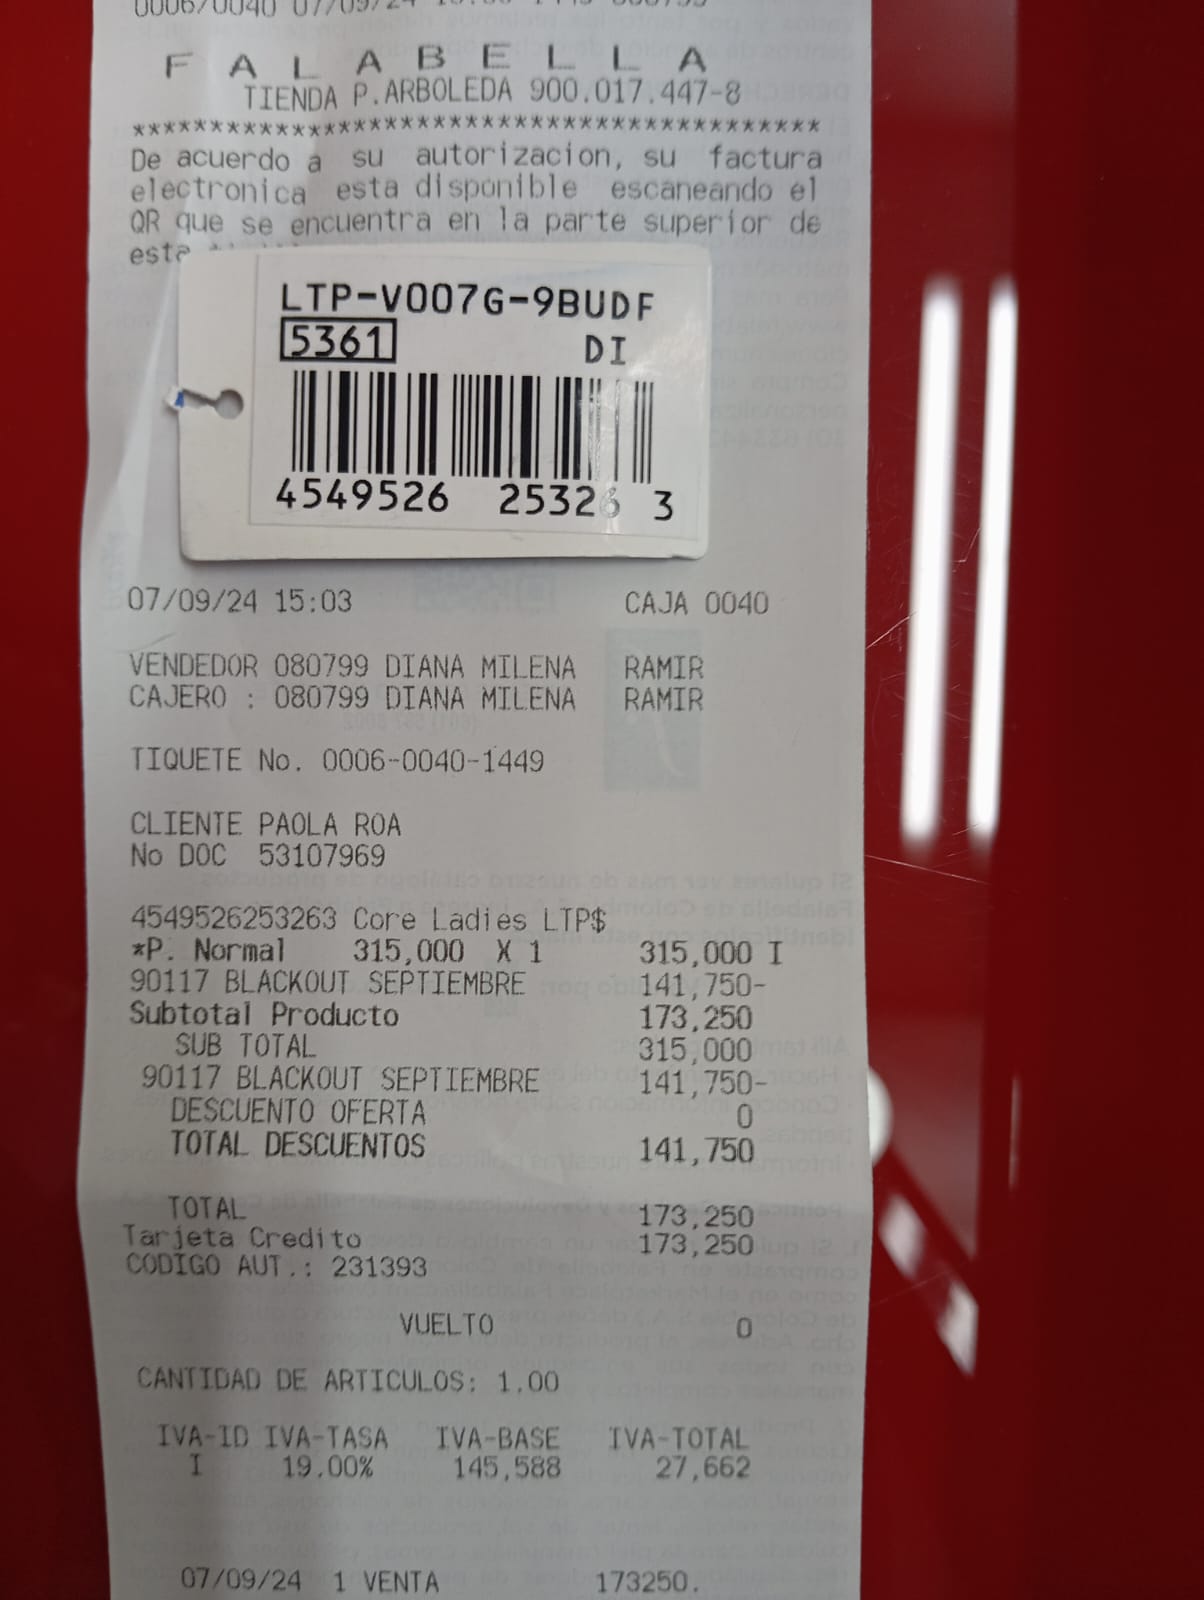 F A L A B E L L A
TIENDA P.ARBOLEDA 900.017.447-8
*******************************************
De acuerdo a su autorizacion, su factura
electronica esta disponible escaneando el
QR que se encuentra en la parte superior de
LTP-V007G-9BUDF
5361 DI
4549526 253263
07/09/24 15:03 CAJA 0040
VENDEDOR 080799 DIANA MILENA RAMIR
CAJERO : 080799 DIANA MILENA RAMIR
TIQUETE No. 0006-0040-1449
CLIENTE PAOLA ROA
No DOC 53107969
4549526253263 Core Ladies LTP$
*P. Normal 315,000 X 1 315,000 I
90117 BLACKOUT SEPTIEMBRE 141,750-
Subtotal Producto 173,250
SUB TOTAL 315,000
90117 BLACKOUT SEPTIEMBRE 141,750-
DESCUENTO OFERTA 0
TOTAL DESCUENTOS 141,750
TOTAL 173,250
Tarjeta Credito 173,250
CODIGO AUT.: 231393
VUELTO 0
CANTIDAD DE ARTICULOS: 1.00
IVA-ID IVA-TASA IVA-BASE IVA-TOTAL
I 19.00% 145,588 27,662
07/09/24 1 VENTA 173250.